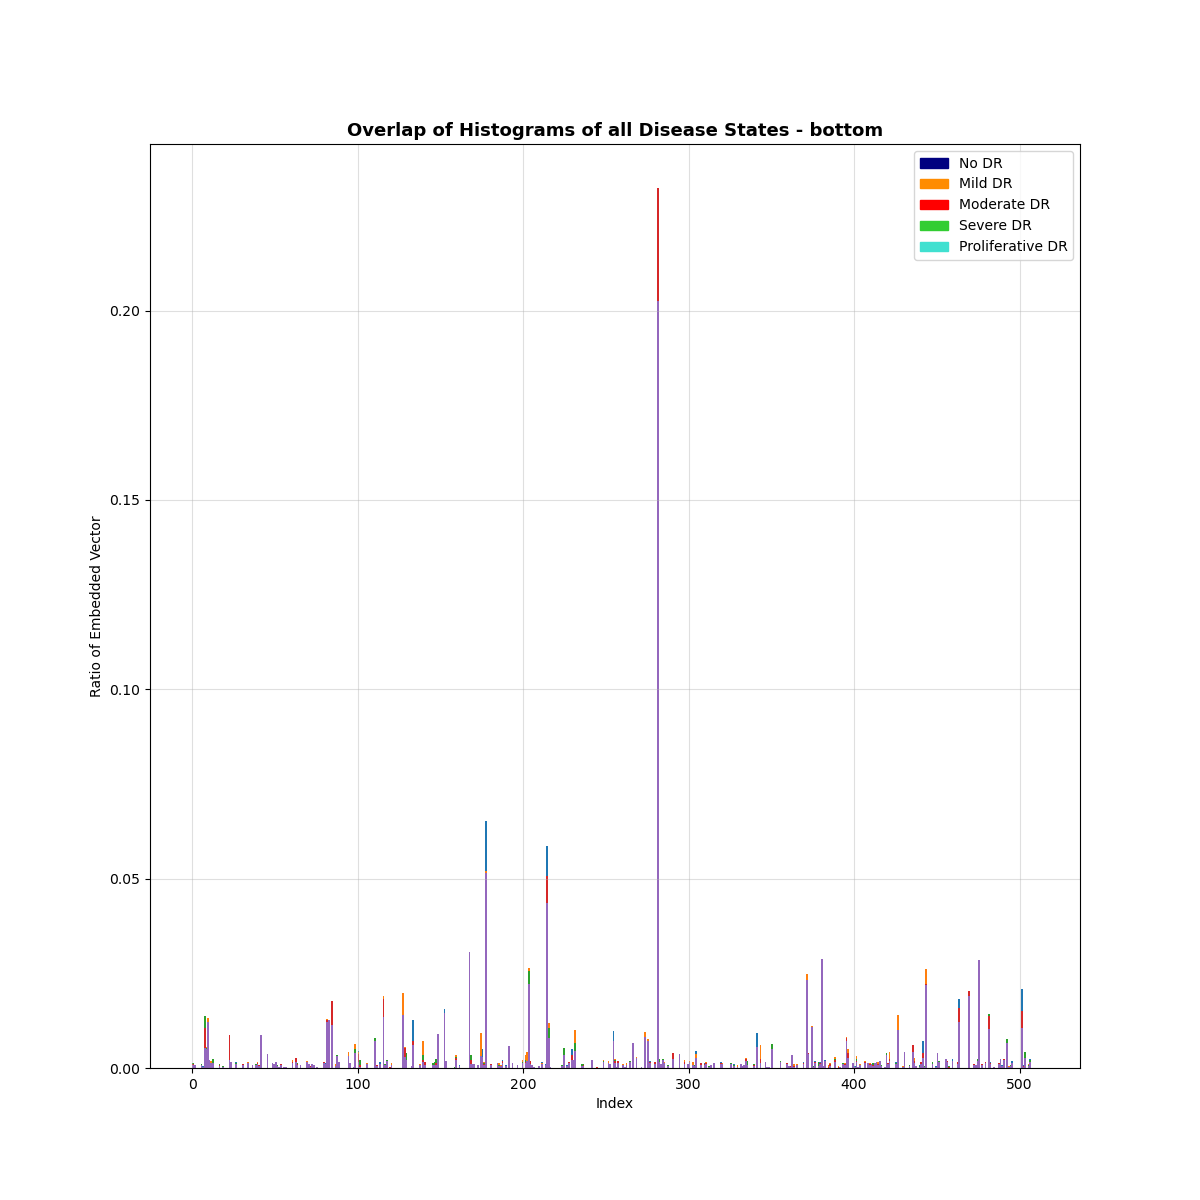 Overlap of Histograms of all Disease States - bottom
No DR
Mild DR
Moderate DR
Severe DR
Proliferative DR
0.20
0.15
0.10
0.05
0.00
Ratio of Embedded Vector
0 100 200 300 400 500
Index